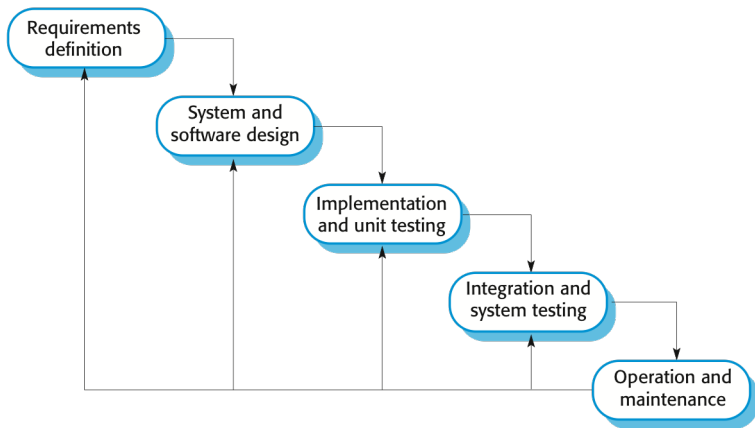 Requirements
definition
System and
software design
Implementation
and unit testing
Integration and
system testing
Operation and
maintenance